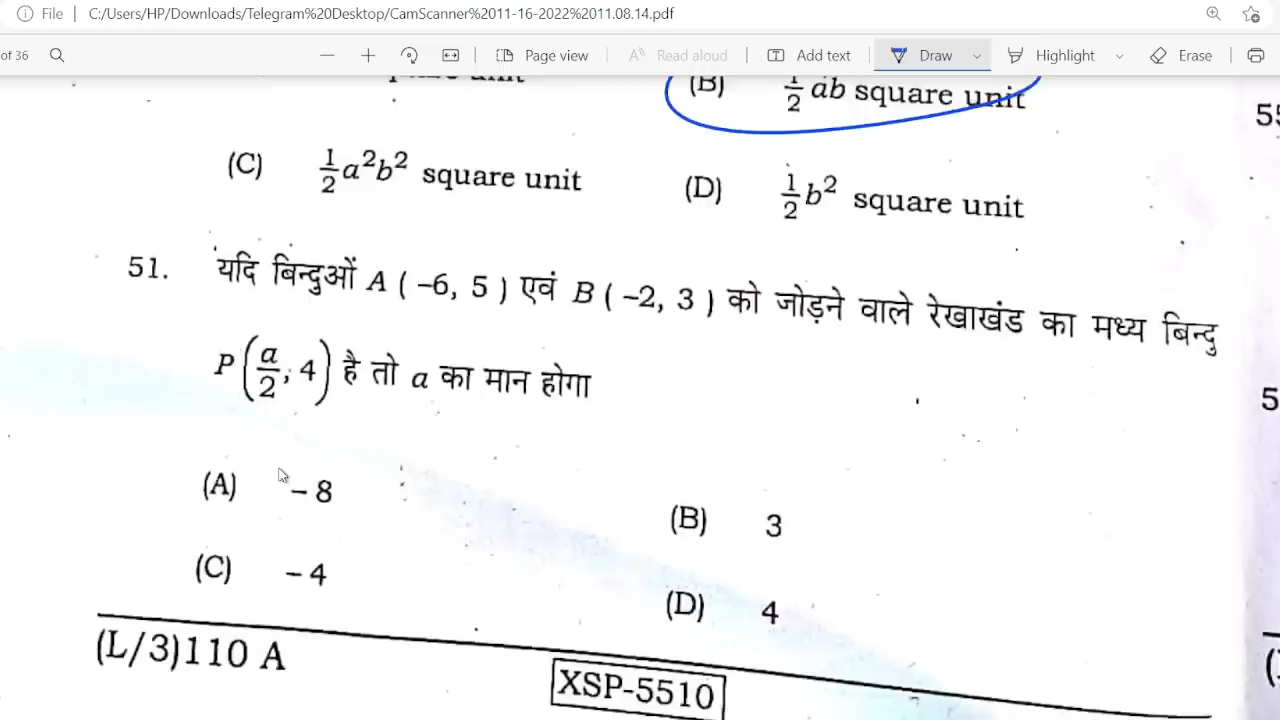 File C:/Users/HP/Downloads/Telegram%20Desktop/CamScanner%2011-16-2022%2011.08.14.pdf
of 36 Page view Read aloud Add text Draw Highlight Erase
(B) 1/2 ab square unit
(C) 1/2 a²b² square unit (D) 1/2 b² square unit
51. यदि बिन्दुओं A ( –6, 5 ) एवं B ( –2, 3 ) को जोड़ने वाले रेखाखंड का मध्य बिन्दु
P(a/2, 4) है तो a का मान होगा
(A) – 8
(B) 3
(C) – 4
(D) 4
(L/3)110 A
XSP-5510